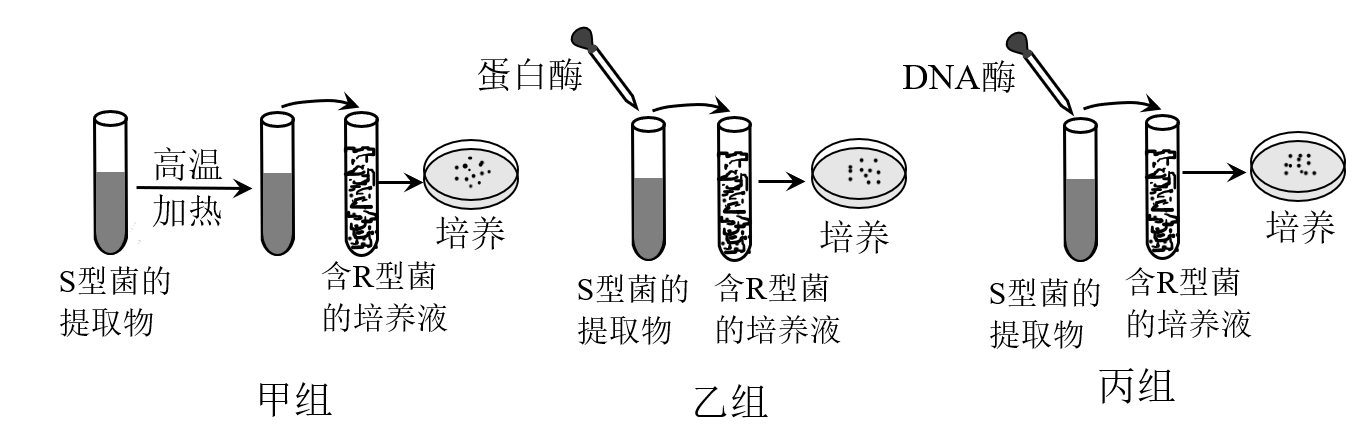 高温
加热
S型菌的
提取物
含R型菌
的培养液
培养
甲组
蛋白酶
S型菌的
提取物
含R型菌
的培养液
培养
乙组
DNA酶
S型菌的
提取物
含R型菌
的培养液
培养
丙组